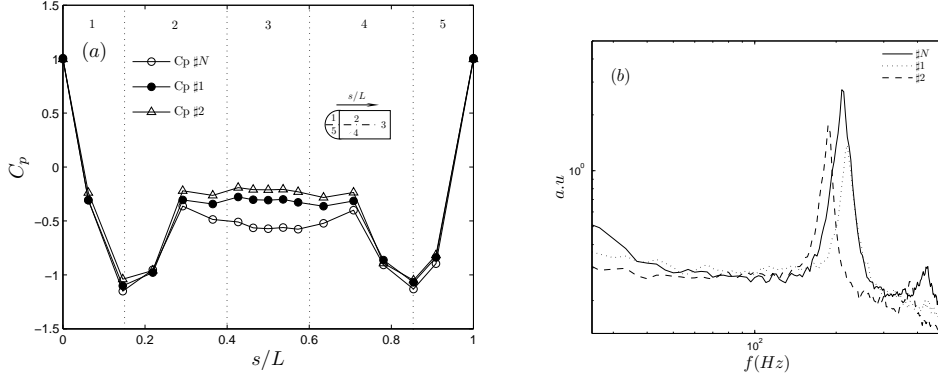 1 2 3 4 5
(a)
Cp ♯N
Cp ♯1
Cp ♯2
s/L
1 2 3
5 4
1.5
1
0.5
0
−0.5
−1
−1.5
C_p
0 0.2 0.4 0.6 0.8 1
s/L
(b)
♯N
♯1
♯2
10^0
a.u
10^2
f(Hz)